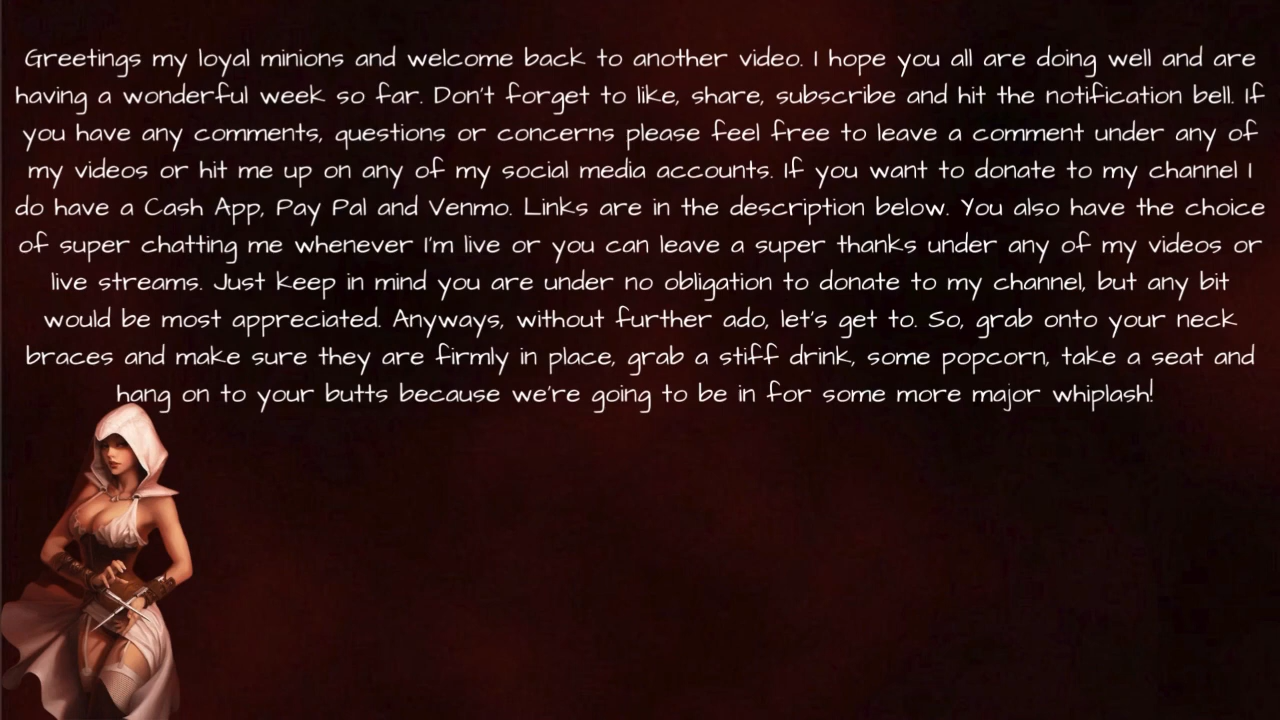 Greetings my loyal minions and welcome back to another video. I hope you all are doing well and are
having a wonderful week so far. Don't forget to like, share, subscribe and hit the notification bell. If
you have any comments, questions or concerns please feel free to leave a comment under any of
my videos or hit me up on any of my social media accounts. If you want to donate to my channel I
do have a Cash App, Pay Pal and Venmo. Links are in the description below. You also have the choice
of super chatting me whenever I'm live or you can leave a super thanks under any of my videos or
live streams. Just keep in mind you are under no obligation to donate to my channel, but any bit
would be most appreciated. Anyways, without further ado, let's get to. So, grab onto your neck
braces and make sure they are firmly in place, grab a stiff drink, some popcorn, take a seat and
hang on to your butts because we're going to be in for some more major whiplash!